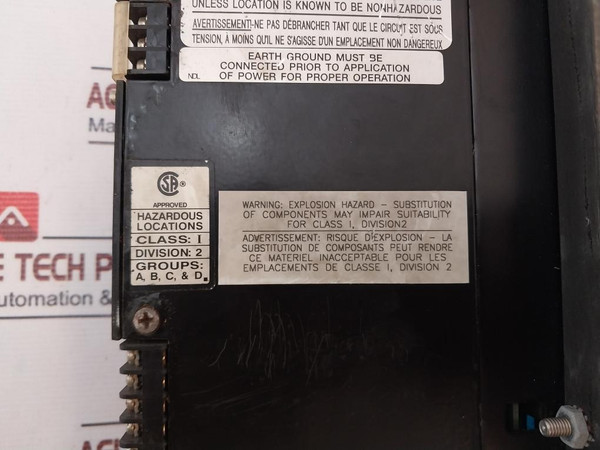 UNLESS LOCATION IS KNOWN TO BE NONHAZARDOUS
AVERTISSEMENT-NE PAS DÉBRANCHER TANT QUE LE CIRCUIT EST SOUS
TENSION, À MOINS QU'IL NE S'AGISSE D'UN EMPLACEMENT NON DANGEREUX
EARTH GROUND MUST BE
CONNECTED PRIOR TO APPLICATION
NDL OF POWER FOR PROPER OPERATION
CSA ®
APPROVED
HAZARDOUS
LOCATIONS
CLASS: I
DIVISION: 2
GROUPS:
A, B, C, & D.
WARNING: EXPLOSION HAZARD – SUBSTITUTION
OF COMPONENTS MAY IMPAIR SUITABILITY
FOR CLASS I, DIVISION2
ADVERTISSEMENT: RISQUE D'EXPLOSION – LA
SUBSTITUTION DE COMPOSANTS PEUT RENDRE
CE MATERIEL INACCEPTABLE POUR LES
EMPLACEMENTS DE CLASSE I, DIVISION 2
E TECH P
utomation &